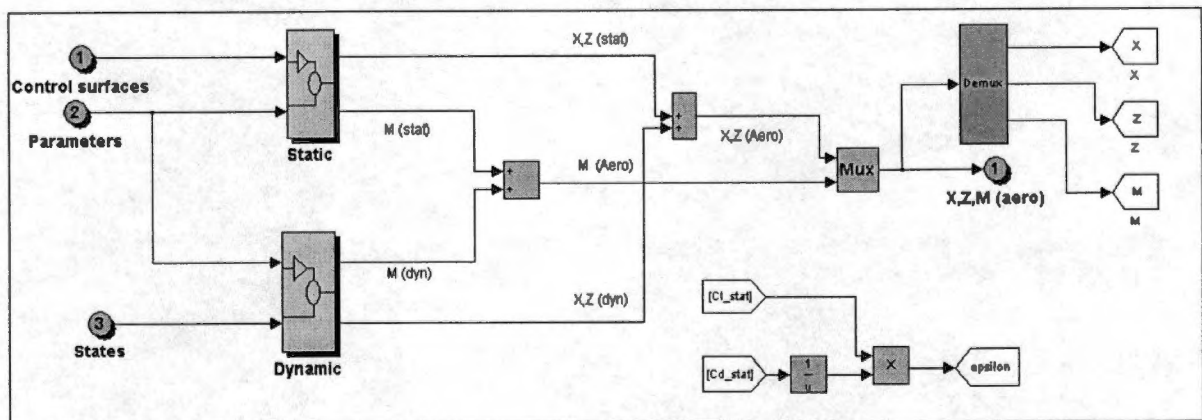 1
Control surfaces
2
Parameters
3
States
Static
Dynamic
X,Z (stat)
M (stat)
M (dyn)
X,Z (dyn)
+
+
M (Aero)
+
+
X,Z (Aero)
Mux
Demux
1
X,Z,M (aero)
X
X
Z
Z
M
M
[Cl_stat]
[Cd_stat]
1
u
X
epsilon